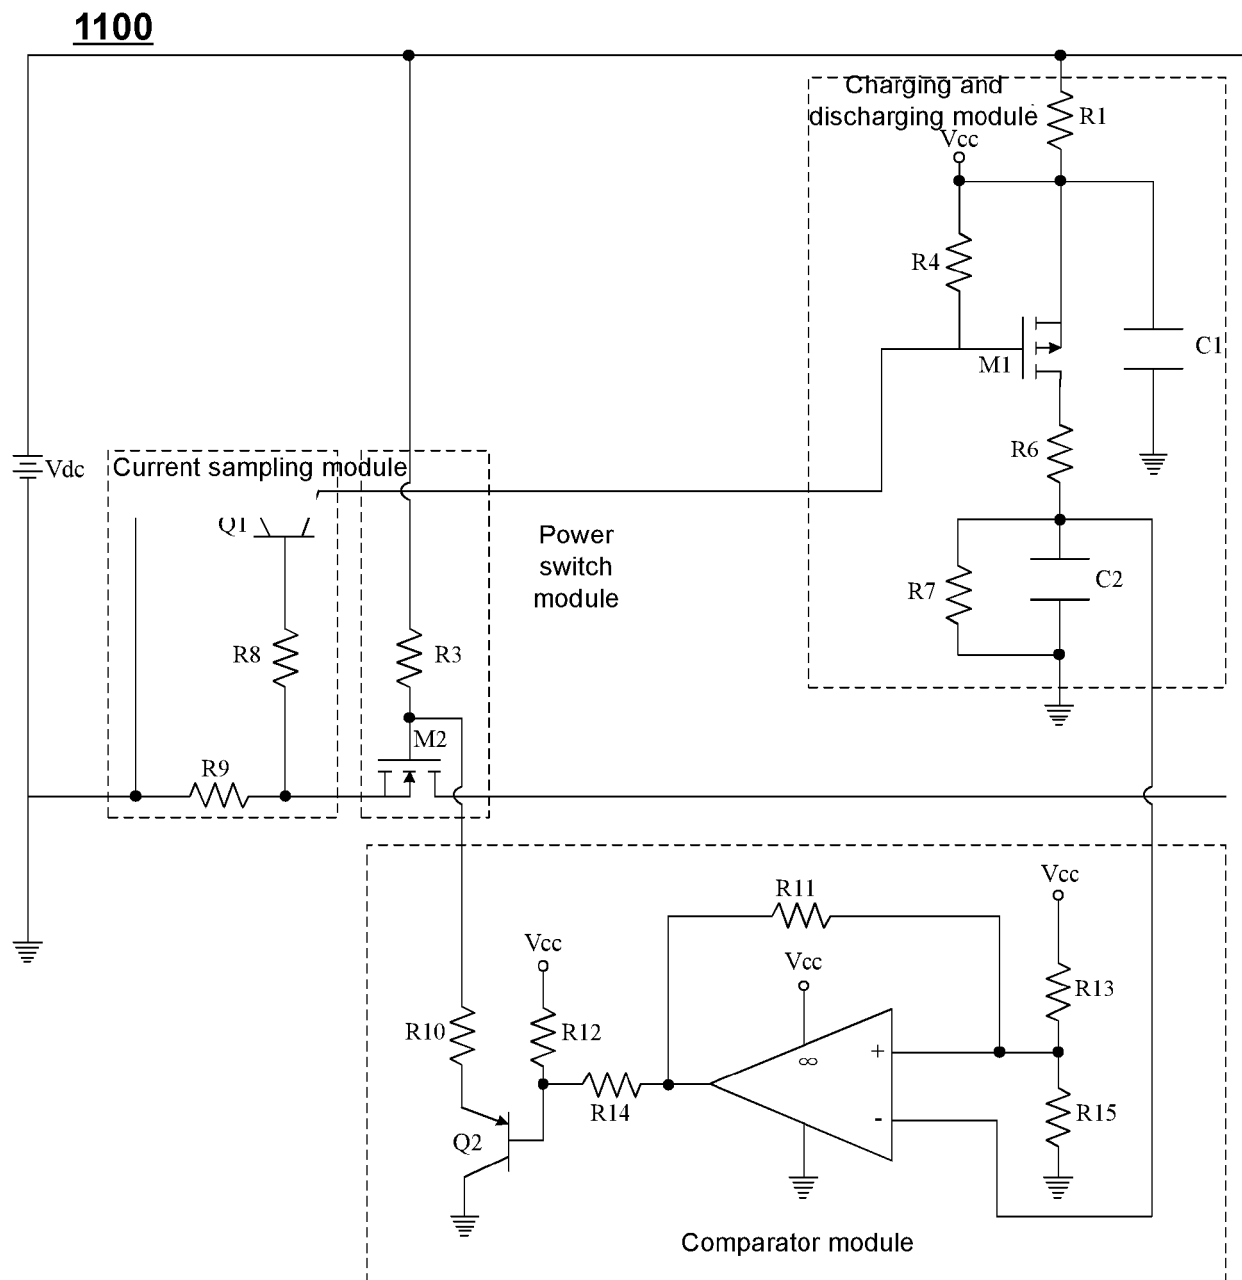 1100
Charging and
discharging module
R1
Vcc
R4
M1
C1
R6
Vdc
Current sampling module
Q1
Power
switch
module
R7
C2
R8
R3
M2
R9
R11
Vcc
Vcc
Vcc
R13
R10
R12
+
∞
R14
R15
-
Q2
Comparator module